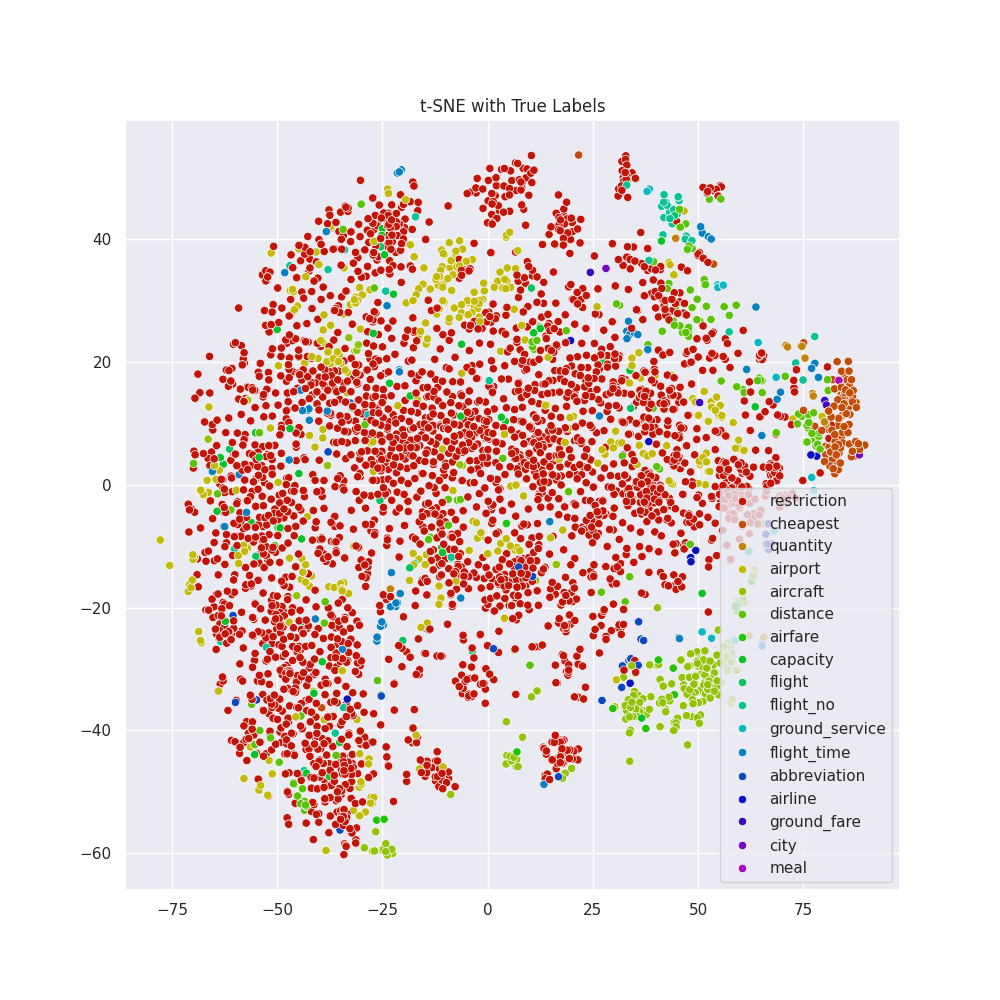 t-SNE with True Labels
40
20
0
−20
−40
−60
−75
−50
−25
0
25
50
75
restriction
cheapest
quantity
airport
aircraft
distance
airfare
capacity
flight
flight_no
ground_service
flight_time
abbreviation
airline
ground_fare
city
meal